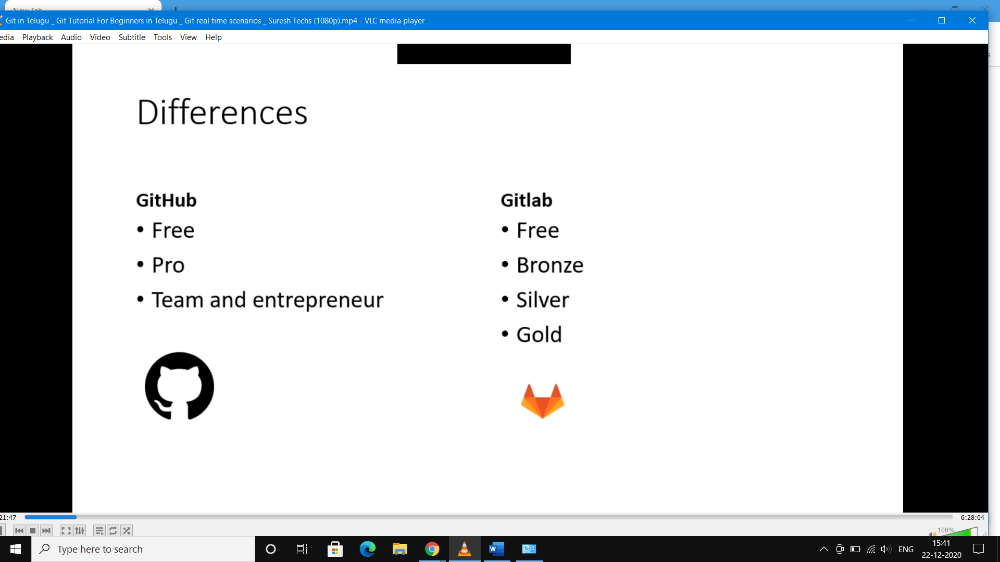 New Tab
Git in Telugu _ Git Tutorial For Beginners in Telugu _ Git real time scenarios _ Suresh Techs (1080p).mp4 - VLC media player
edia Playback Audio Video Subtitle Tools View Help
Differences
GitHub
• Free
• Pro
• Team and entrepreneur
Gitlab
• Free
• Bronze
• Silver
• Gold
21:47
6:28:04
100%
Type here to search
W
ENG
15:41
22-12-2020